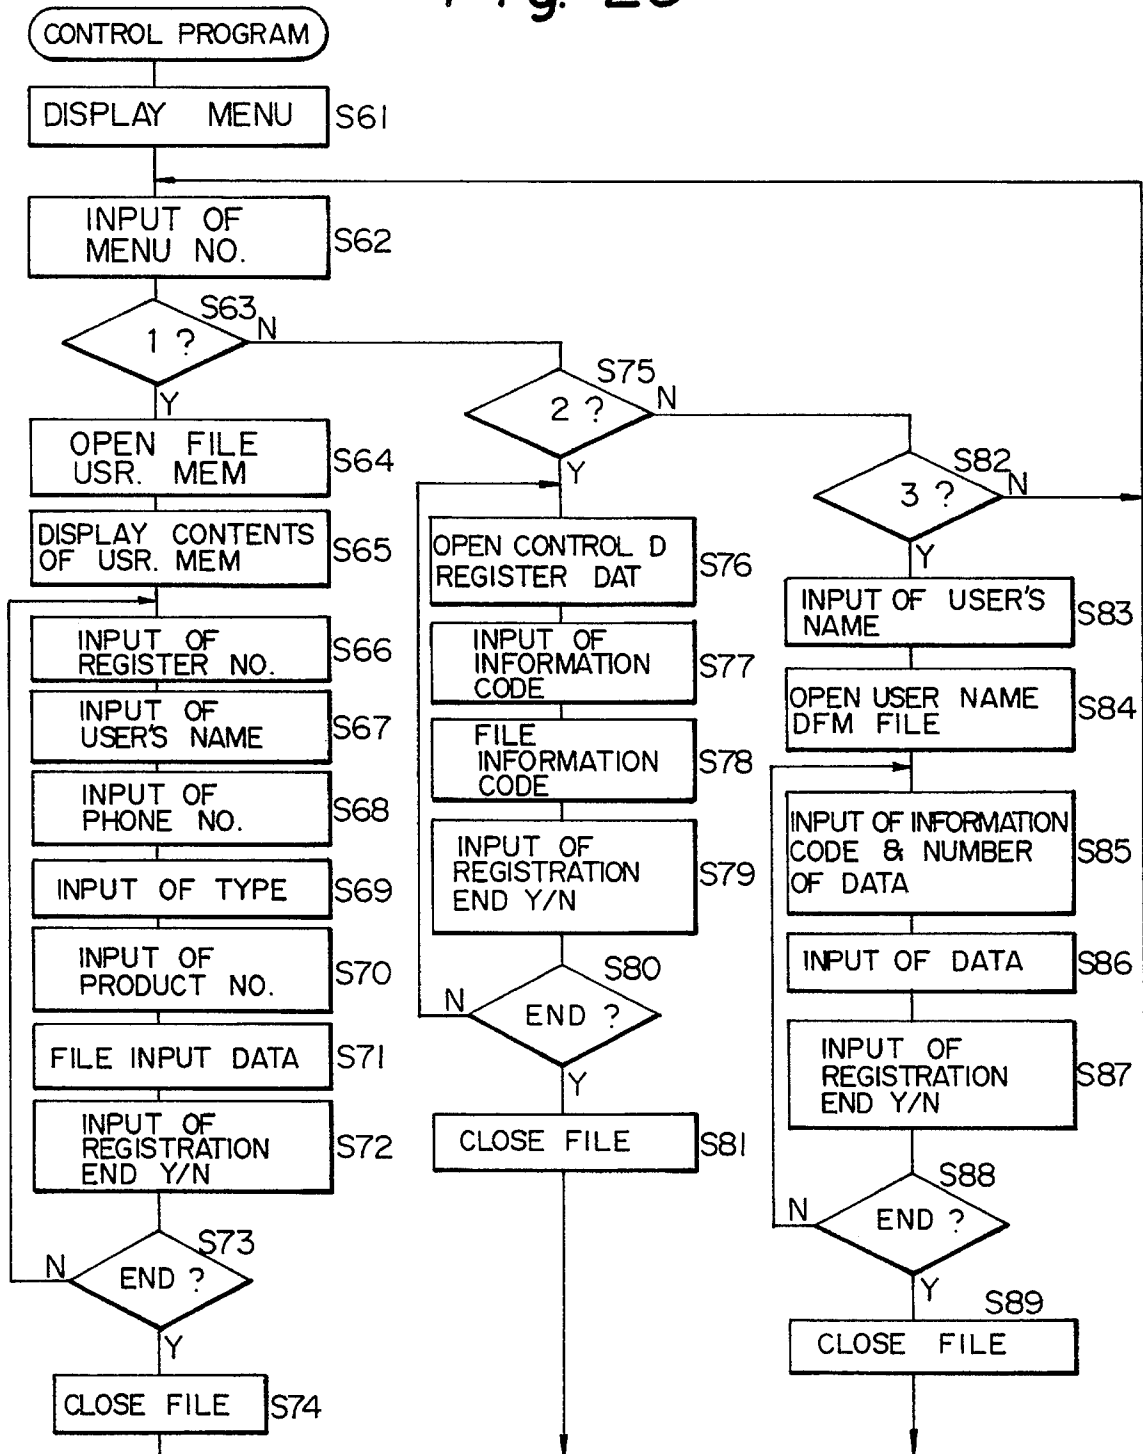 CONTROL PROGRAM
DISPLAY MENU
S61
INPUT OF
MENU NO.
S62
S63
1 ?
N
Y
OPEN FILE
USR. MEM
S64
DISPLAY CONTENTS
OF USR. MEM
S65
INPUT OF
REGISTER NO.
S66
INPUT OF
USER'S NAME
S67
INPUT OF
PHONE NO.
S68
INPUT OF TYPE
S69
INPUT OF
PRODUCT NO.
S70
FILE INPUT DATA
S71
INPUT OF
REGISTRATION
END Y/N
S72
S73
N
END ?
Y
CLOSE FILE
S74
S75
2 ?
N
Y
OPEN CONTROL D
REGISTER DAT
S76
INPUT OF
INFORMATION
CODE
S77
FILE
INFORMATION
CODE
S78
INPUT OF
REGISTRATION
END Y/N
S79
S80
N
END ?
Y
CLOSE FILE
S81
S82
3 ?
N
Y
INPUT OF USER'S
NAME
S83
OPEN USER NAME
DFM FILE
S84
INPUT OF INFORMATION
CODE & NUMBER
OF DATA
S85
INPUT OF DATA
S86
INPUT OF
REGISTRATION
END Y/N
S87
S88
N
END ?
Y
S89
CLOSE FILE